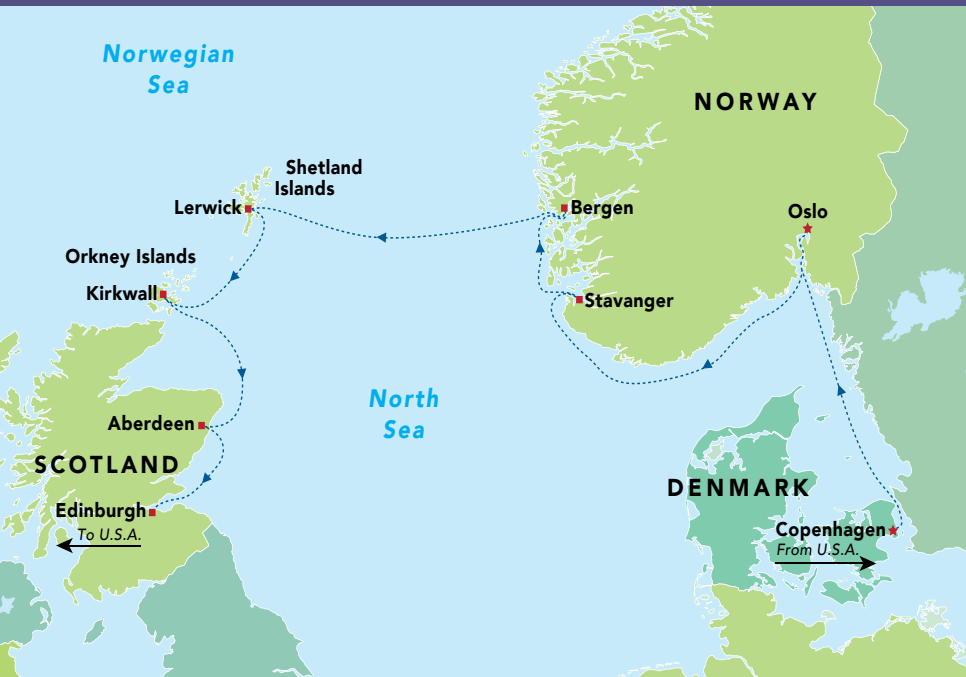 Norwegian
Sea
NORWAY
Shetland
Islands
Lerwick
Bergen
Oslo
Orkney Islands
Kirkwall
Stavanger
North
Sea
Aberdeen
SCOTLAND
DENMARK
Edinburgh
To U.S.A.
Copenhagen
From U.S.A.